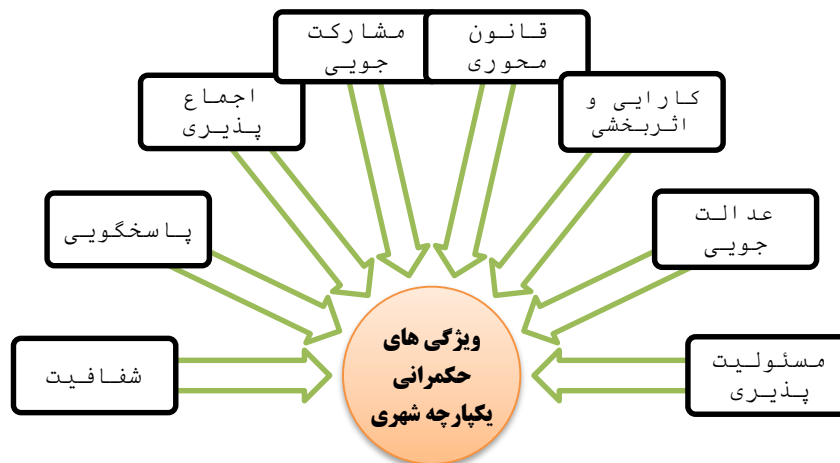 قانون
محوری
مشارکت
جویی
کارایی و
اثربخشی
اجماع
پذیری
عدالت
جویی
پاسخگویی
مسئولیت
پذیری
شفافیت
ویژگی های
حکمرانی
یکپارچه شهری